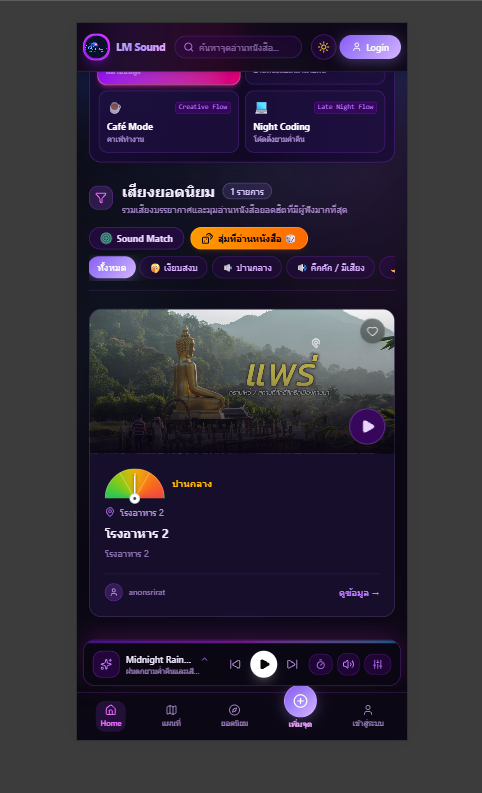 LM Sound
ค้นหาจุดอ่านหนังสือ...
Login
Creative Flow
Café Mode
คาเฟ่ทำงาน
Late Night Flow
Night Coding
โค้ดดิ้งยามค่ำคืน
เสียงยอดนิยม
1 รายการ
รวมเสียงบรรยากาศและมุมอ่านหนังสือยอดฮิตที่มีผู้ฟังมากที่สุด
Sound Match
สุ่มที่อ่านหนังสือ
ทั้งหมด
เงียบสงบ
ปานกลาง
คึกคัก / มีเสียง
แพร่
ปานกลาง
โรงอาหาร 2
โรงอาหาร 2
โรงอาหาร 2
anonsrirat
ดูข้อมูล →
Midnight Rain...
ฝนตกยามค่ำคืนและเสี...
Home
แผนที่
ยอดนิยม
เพิ่มจุด
เข้าสู่ระบบ